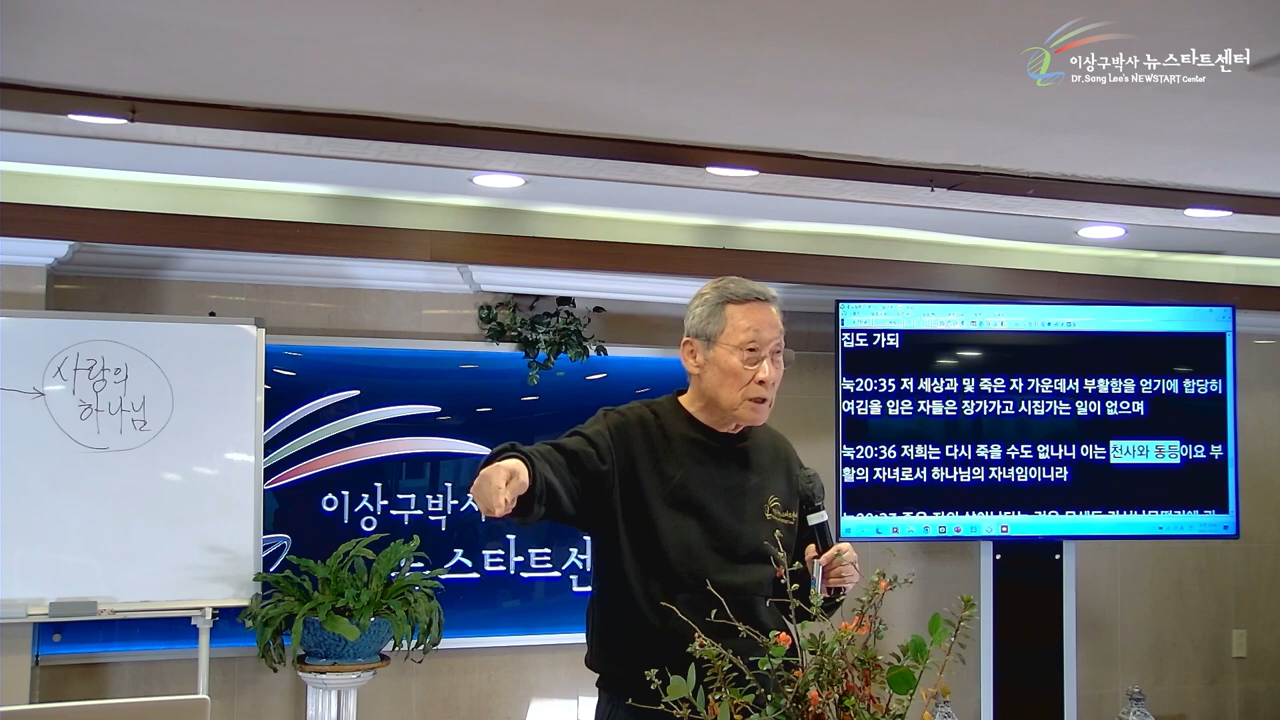 이상구박사 뉴스타트센터
Dr. Sang Lee's NEWSTART Center
사랑의
하나님
이상구박사
뉴스타트센
집도 가되
눅20:35 저 세상과 및 죽은 자 가운데서 부활함을 얻기에 합당히
여김을 입은 자들은 장가가고 시집가는 일이 없으며
눅20:36 저희는 다시 죽을 수도 없나니 이는 천사와 동등이요 부
활의 자녀로서 하나님의 자녀임이니라